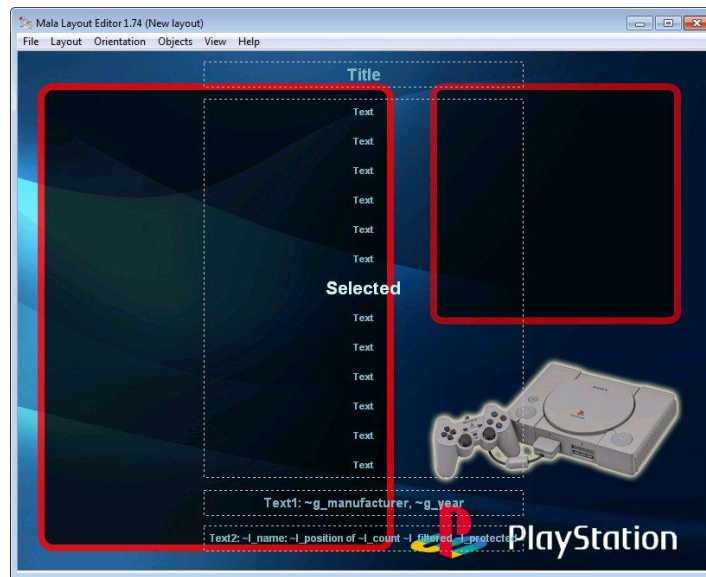 Mala Layout Editor 1.74 (New layout)
File Layout Orientation Objects View Help
Title
Text
Text
Text
Text
Text
Text
Selected
Text
Text
Text
Text
Text
Text
Text1: ~g_manufacturer, ~g_year
Text2: ~l_name: ~l_position of ~l_count ~l_filtered ~l_protected
PlayStation
SONY